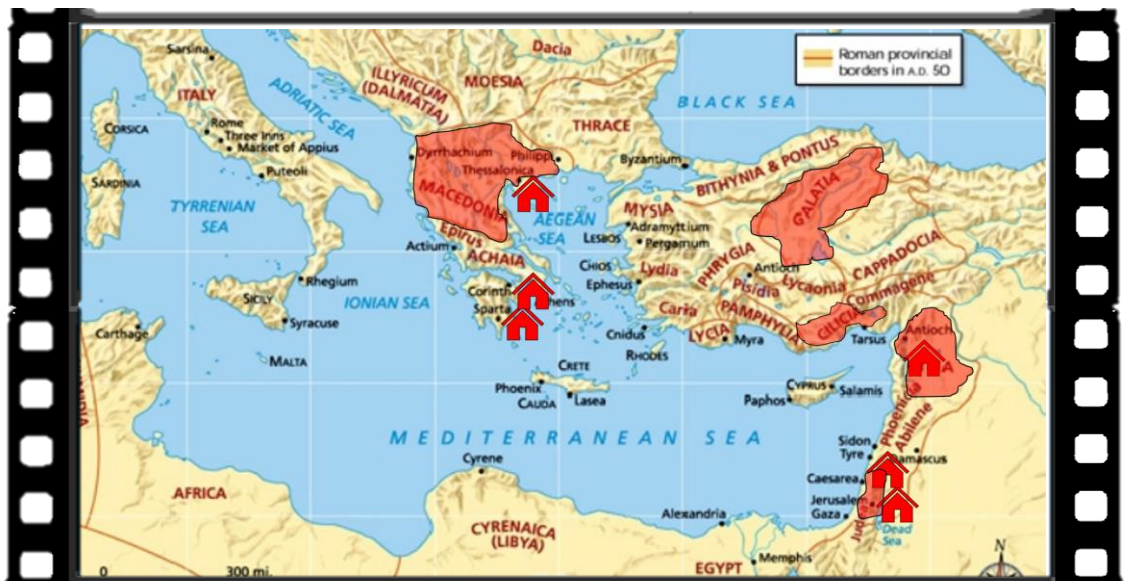 Roman provincial
borders in A.D. 50
Sarsina
ITALY
ADRIATIC SEA
ILLYRICUM
(DALMATIA)
Dacia
MOESIA
THRACE
BLACK SEA
CORSICA
Rome
Three Inns
Market of Appius
Puteoli
SARDINIA
TYRRENIAN
SEA
Dyrrhachium
Philippi
Thessalonica
MACEDONIA
Byzantium
BITHYNIA & PONTUS
GALATIA
AEGEAN
SEA
MYSIA
Adramyttium
LESBOS
Pergamum
Epirus
Actium
ACHAIA
CHIOS
Lydia
Ephesus
PHRYGIA
Antioch
Pisidia
Lycaonia
CAPPADOCIA
Commagene
Rhegium
IONIAN SEA
SICILY
Syracuse
Corinth
Sparta
Caria
PAMPHYLIA
CILICIA
Tarsus
Antioch
Carthage
MALTA
Cnidus
LYCIA
Myra
RHODES
CRETE
Phoenix
CAUDA
Lasea
CYPRUS
Salamis
Paphos
Phoenicia
Abilene
MEDITERRANEAN SEA
Sidon
Tyre
Damascus
Cyrene
Caesarea
Jerusalem
Gaza
Dead
Sea
AFRICA
CYRENAICA
(LIBYA)
Alexandria
EGYPT
Memphis
N
0 300 mi.